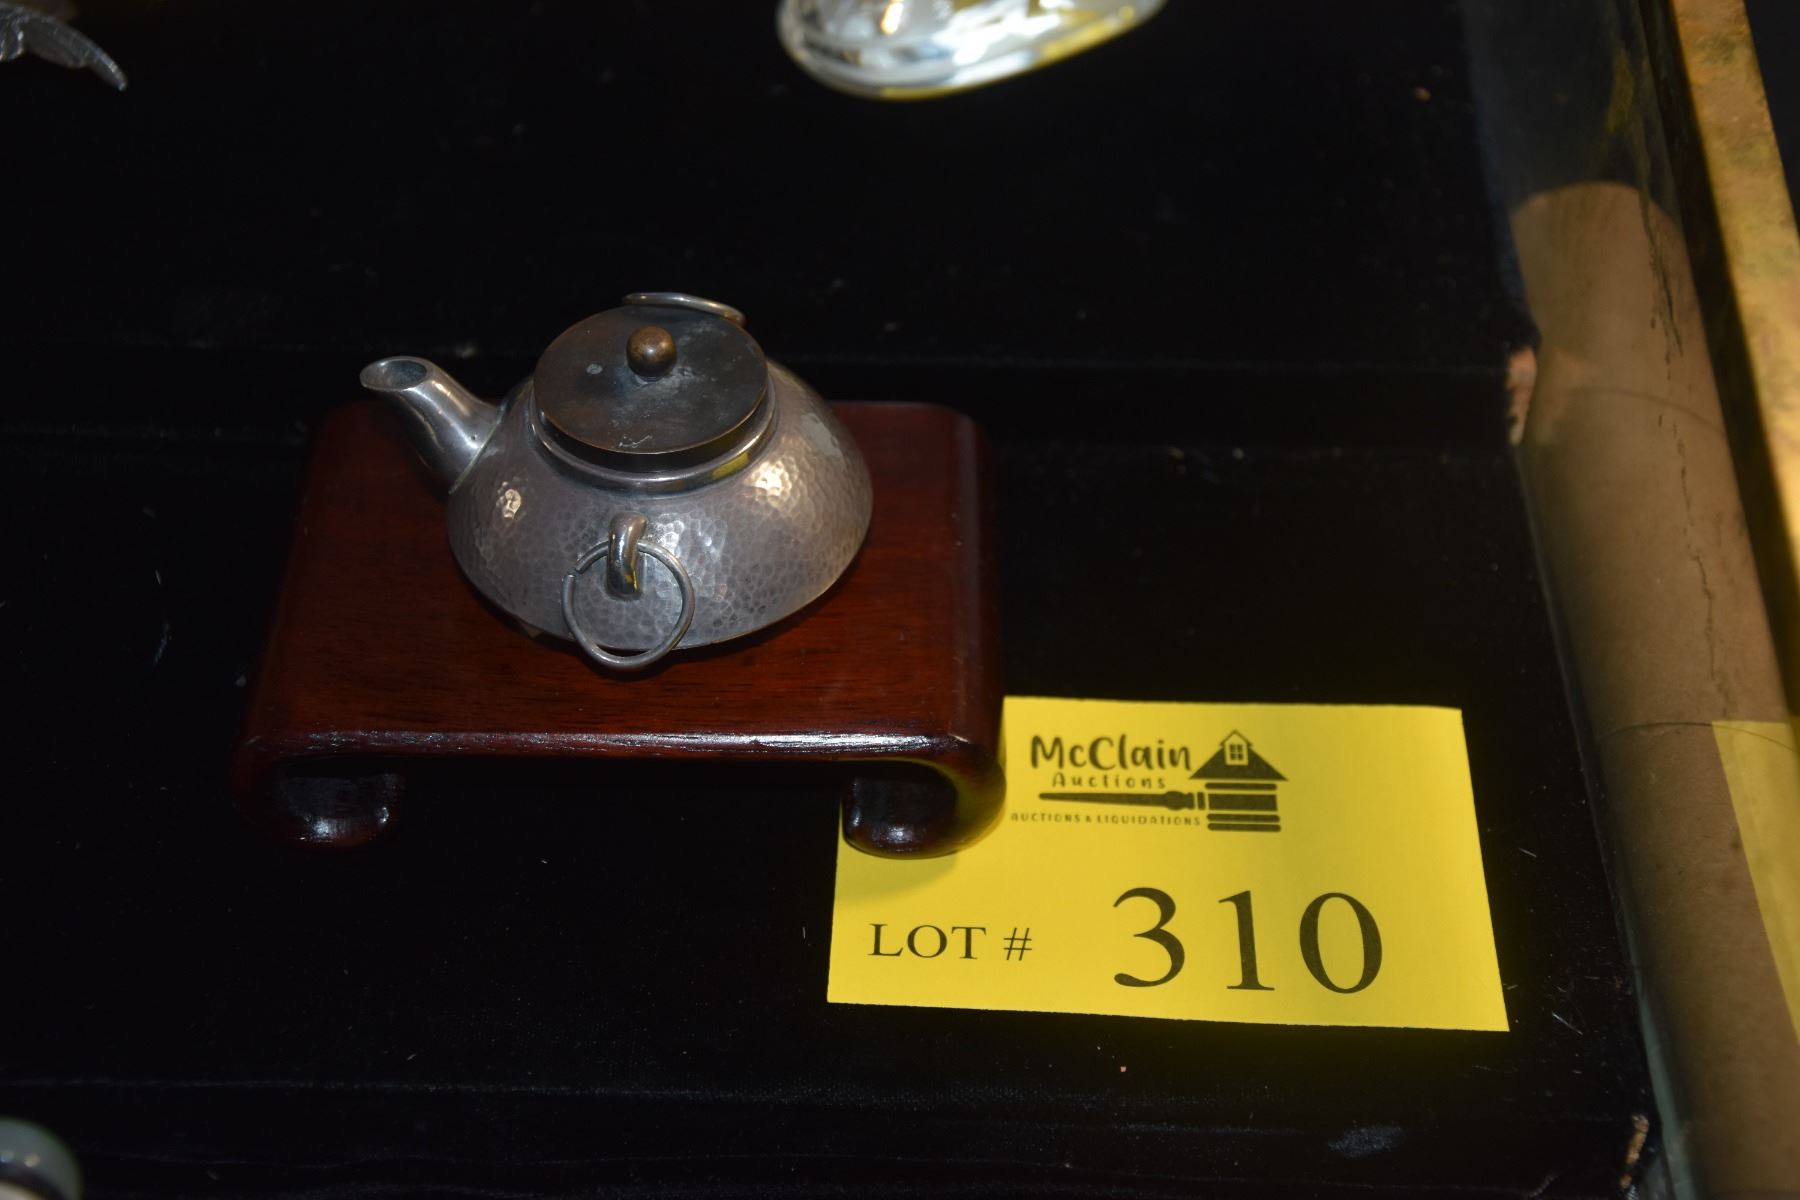 McClain
Auctions
AUCTIONS & LIQUIDATIONS
LOT # 310